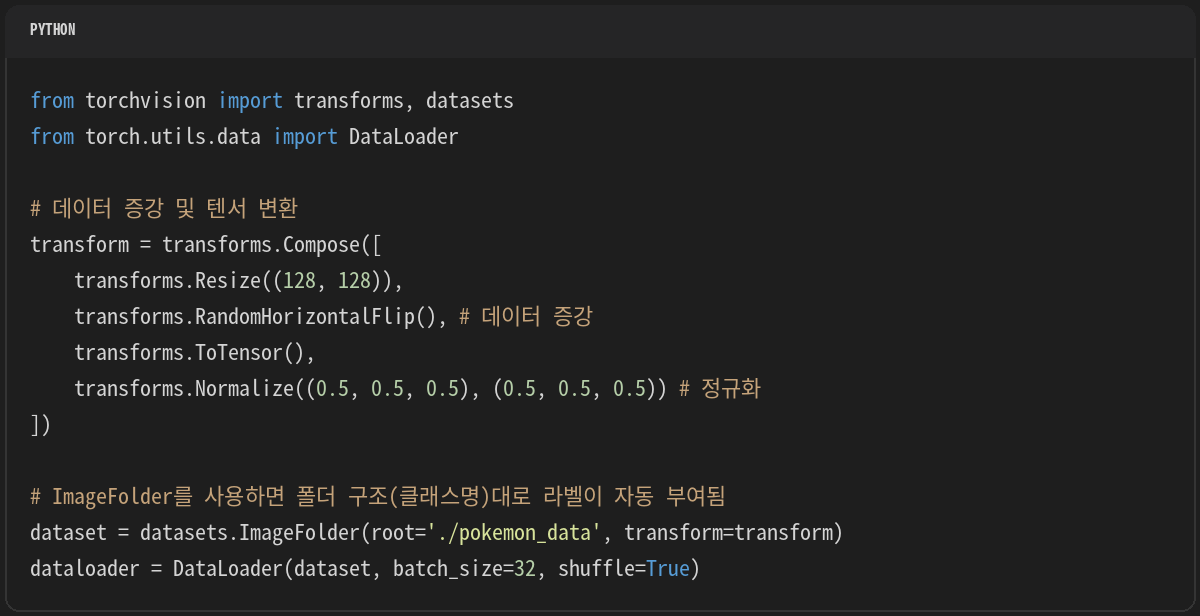 PYTHON
from torchvision import transforms, datasets
from torch.utils.data import DataLoader
# 데이터 증강 및 텐서 변환
transform = transforms.Compose([
    transforms.Resize((128, 128)),
    transforms.RandomHorizontalFlip(), # 데이터 증강
    transforms.ToTensor(),
    transforms.Normalize((0.5, 0.5, 0.5), (0.5, 0.5, 0.5)) # 정규화
])
# ImageFolder를 사용하면 폴더 구조(클래스명)대로 라벨이 자동 부여됨
dataset = datasets.ImageFolder(root='./pokemon_data', transform=transform)
dataloader = DataLoader(dataset, batch_size=32, shuffle=True)